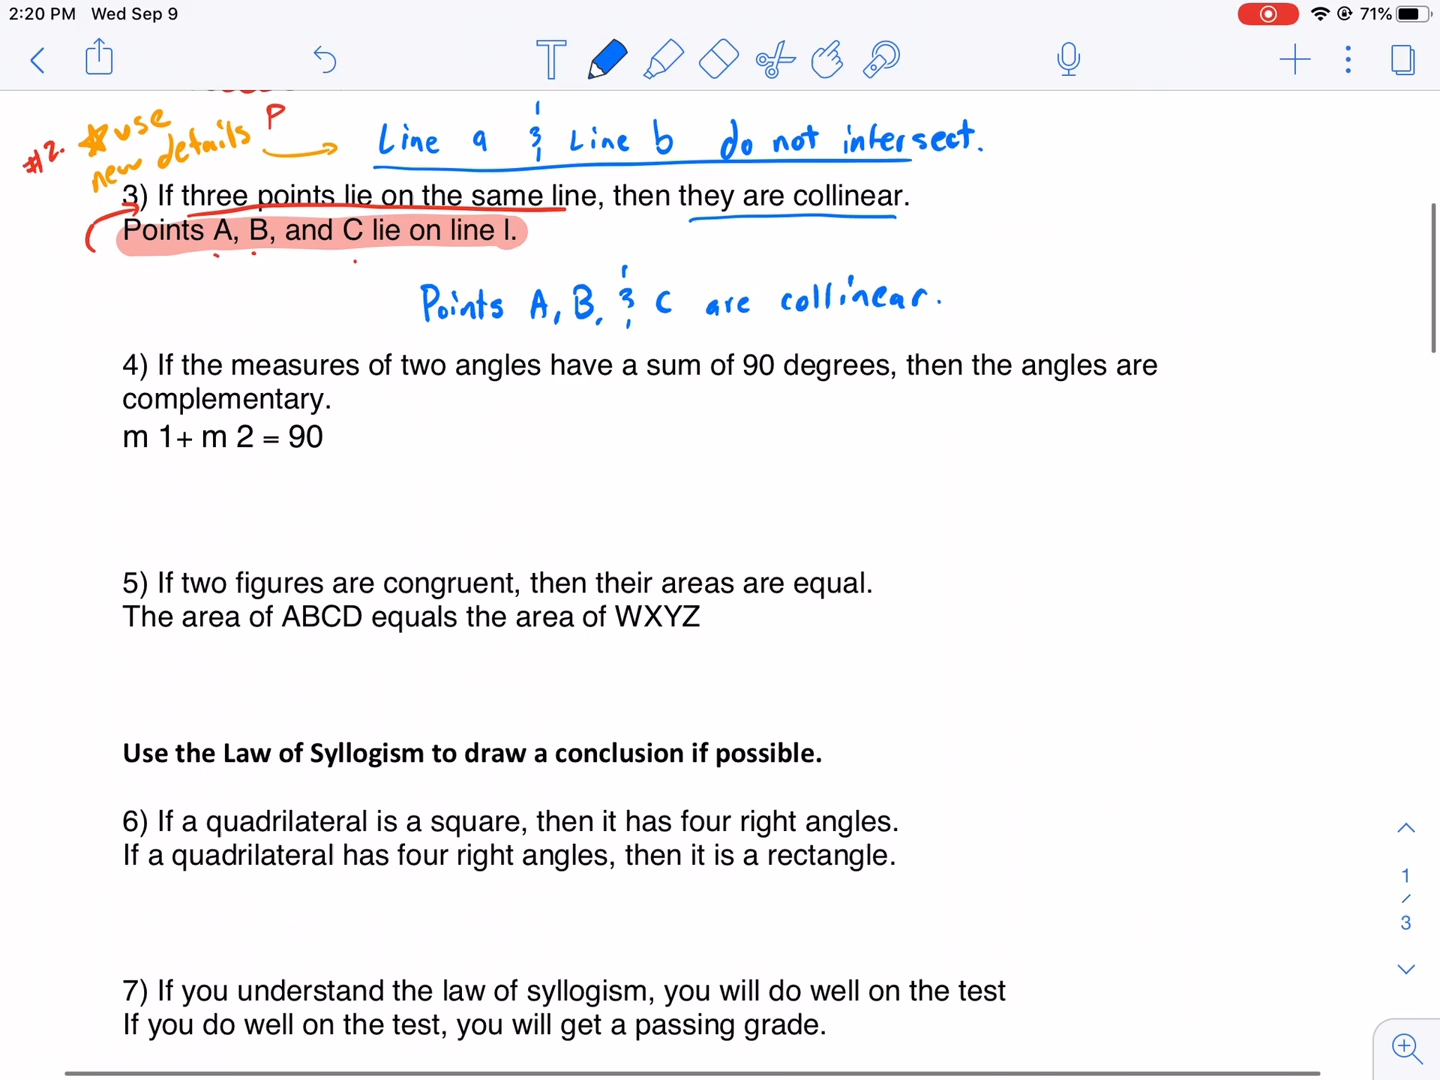 2:20 PM Wed Sep 9 71%
T
#2. ☆use new details P → Line a & Line b do not intersect.
3) If three points lie on the same line, then they are collinear.
Points A, B, and C lie on line l.
Points A, B, & C are collinear.
4) If the measures of two angles have a sum of 90 degrees, then the angles are
complementary.
m 1+ m 2 = 90
5) If two figures are congruent, then their areas are equal.
The area of ABCD equals the area of WXYZ
Use the Law of Syllogism to draw a conclusion if possible.
6) If a quadrilateral is a square, then it has four right angles.
If a quadrilateral has four right angles, then it is a rectangle.
7) If you understand the law of syllogism, you will do well on the test
If you do well on the test, you will get a passing grade.
1
/
3